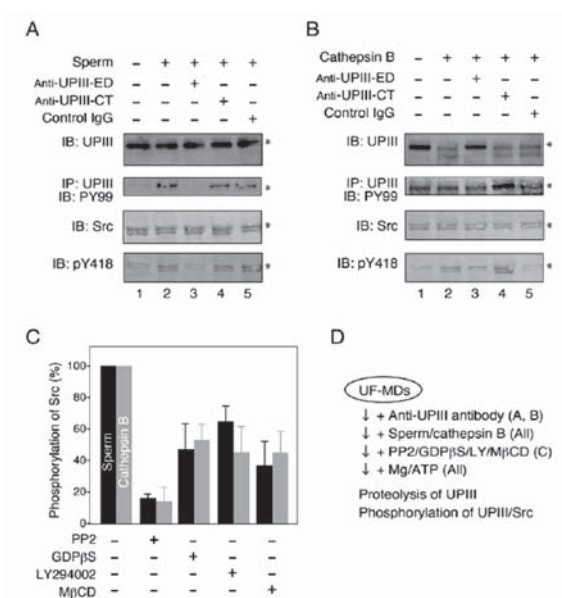 A
Sperm - + + + +
Anti-UPIII-ED - - + - -
Anti-UPIII-CT - - - + -
Control IgG - - - - +
IB: UPIII *
IP: UPIII
IB: PY99 *
IB: Src *
IB: pY418 *
1 2 3 4 5
B
Cathepsin B - + + + +
Anti-UPIII-ED - - + - -
Anti-UPIII-CT - - - + -
Control IgG - - - - +
IB: UPIII *
IP: UPIII
IB: PY99 *
IB: Src *
IB: pY418 *
1 2 3 4 5
C
Phosphorylation of Src (%)
100
80
60
40
20
0
Sperm
Cathepsin B
PP2 - + - - -
GDPβS - - + - -
LY294002 - - - + -
MβCD - - - - +
D
UF-MDs
↓ + Anti-UPIII antibody (A, B)
↓ + Sperm/cathepsin B (All)
↓ + PP2/GDPβS/LY/MβCD (C)
↓ + Mg/ATP (All)
Proteolysis of UPIII
Phosphorylation of UPIII/Src